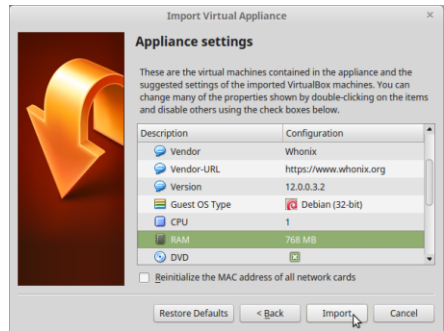 Import Virtual Appliance
Appliance settings
These are the virtual machines contained in the appliance and the
suggested settings of the imported VirtualBox machines. You can
change many of the properties shown by double-clicking on the items
and disable others using the check boxes below.
Description Configuration
Vendor Whonix
Vendor-URL https://www.whonix.org
Version 12.0.0.3.2
Guest OS Type Debian (32-bit)
CPU 1
RAM 768 MB
DVD
Reinitialize the MAC address of all network cards
Restore Defaults < Back Import Cancel